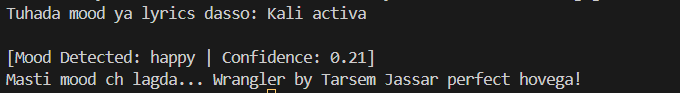 Tuhada mood ya lyrics dasso: Kali activa
[Mood Detected: happy | Confidence: 0.21]
Masti mood ch lagda... Wrangler by Tarsem Jassar perfect hovega!